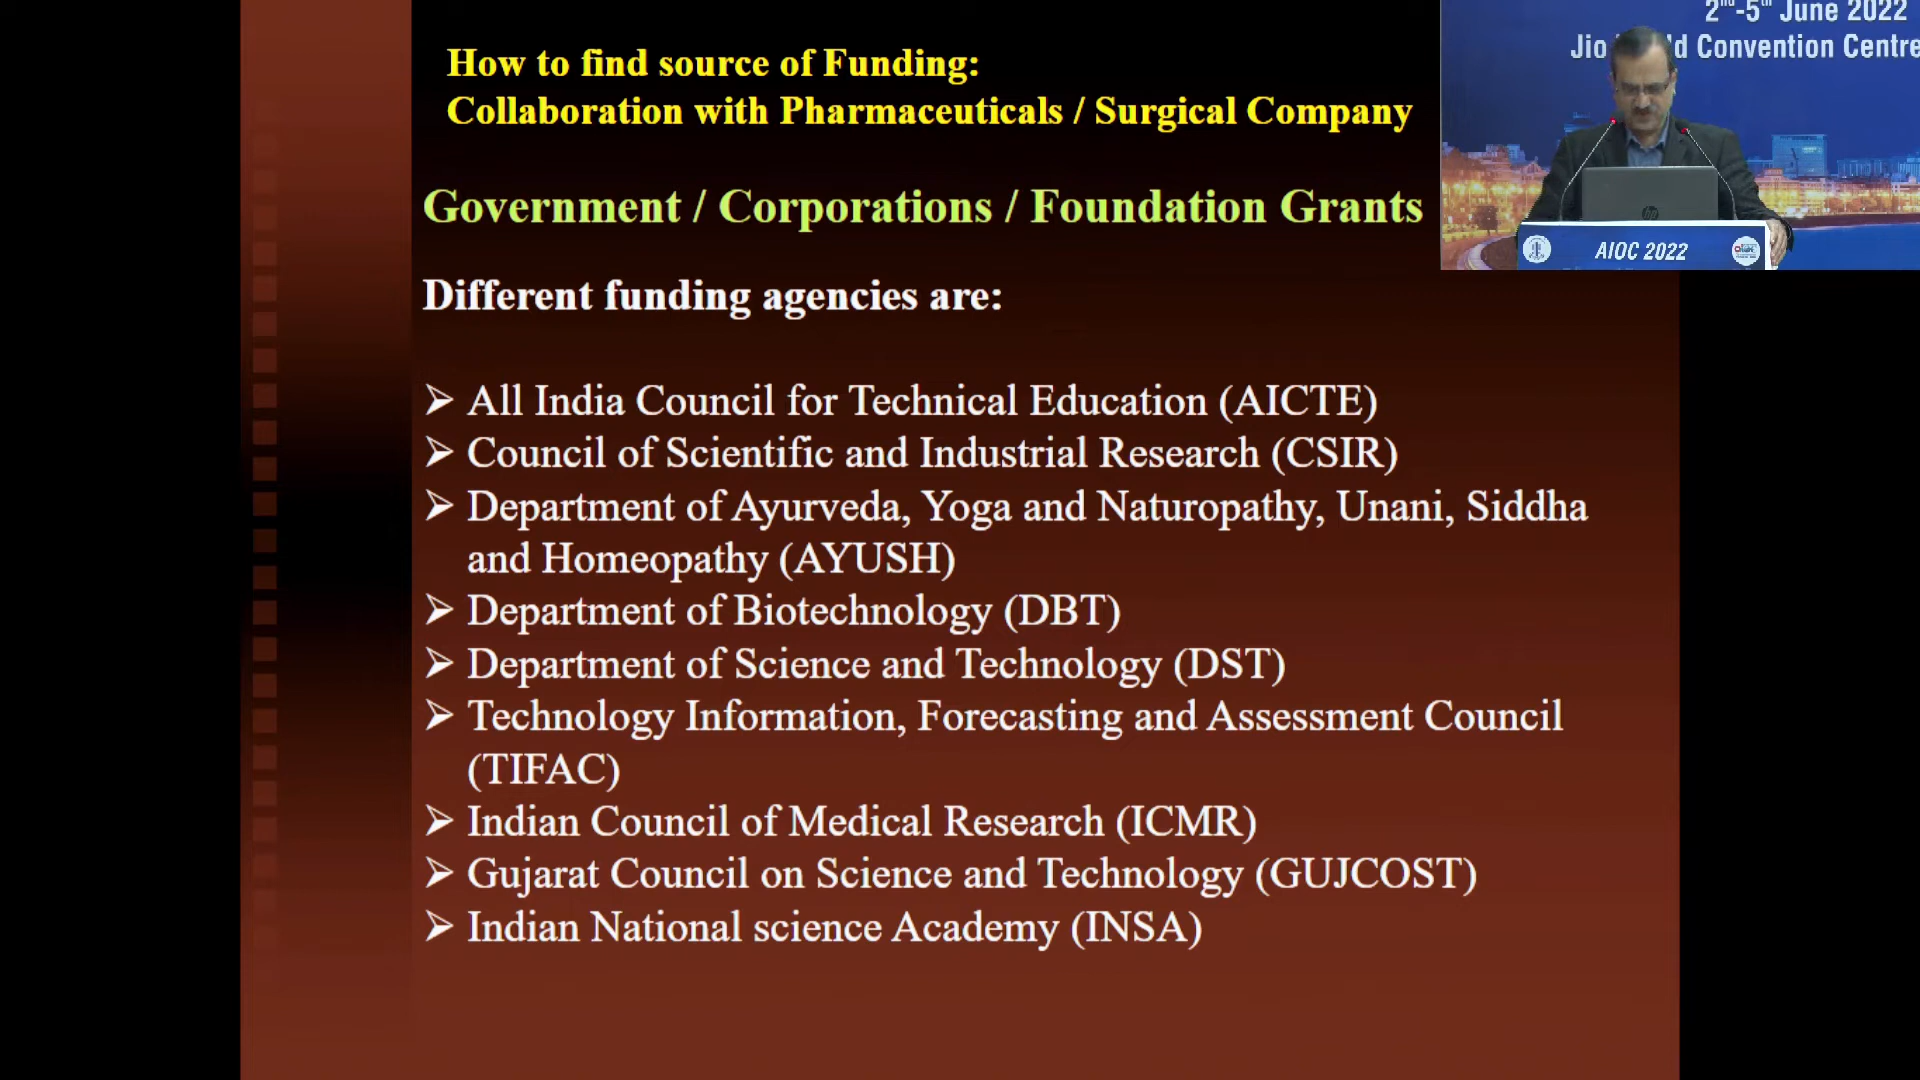 How to find source of Funding:
Collaboration with Pharmaceuticals / Surgical Company
Government / Corporations / Foundation Grants
Different funding agencies are:
➢ All India Council for Technical Education (AICTE)
➢ Council of Scientific and Industrial Research (CSIR)
➢ Department of Ayurveda, Yoga and Naturopathy, Unani, Siddha
and Homeopathy (AYUSH)
➢ Department of Biotechnology (DBT)
➢ Department of Science and Technology (DST)
➢ Technology Information, Forecasting and Assessment Council
(TIFAC)
➢ Indian Council of Medical Research (ICMR)
➢ Gujarat Council on Science and Technology (GUJCOST)
➢ Indian National science Academy (INSA)
2nd-5th June 2022
Jio Convention Centre
AIOC 2022
hp